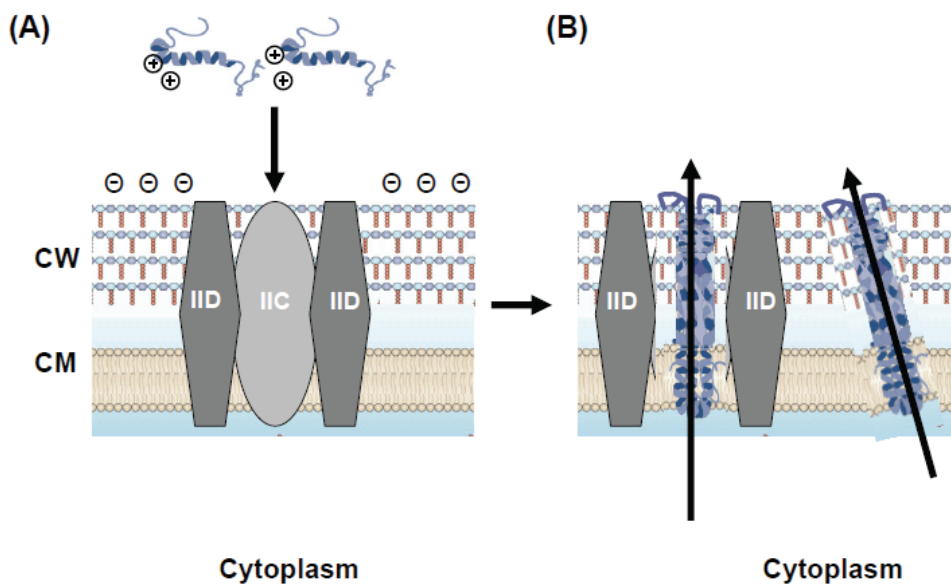 (A)
(B)
+ +
+ +
⊖ ⊖ ⊖ ⊖ ⊖ ⊖
CW
IID IIC IID IID IID
CM
Cytoplasm Cytoplasm